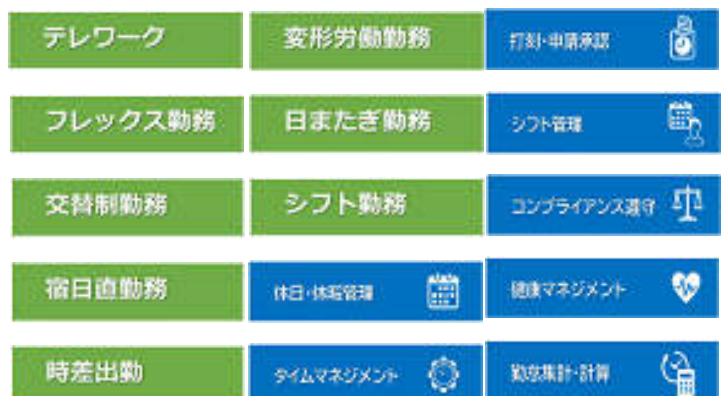 テレワーク
変形労働勤務
打刻・申請承認
フレックス勤務
日またぎ勤務
シフト管理
交替制勤務
シフト勤務
コンプライアンス遵守
宿日直勤務
休日・休暇管理
健康マネジメント
時差出勤
タイムマネジメント
勤怠集計・計算